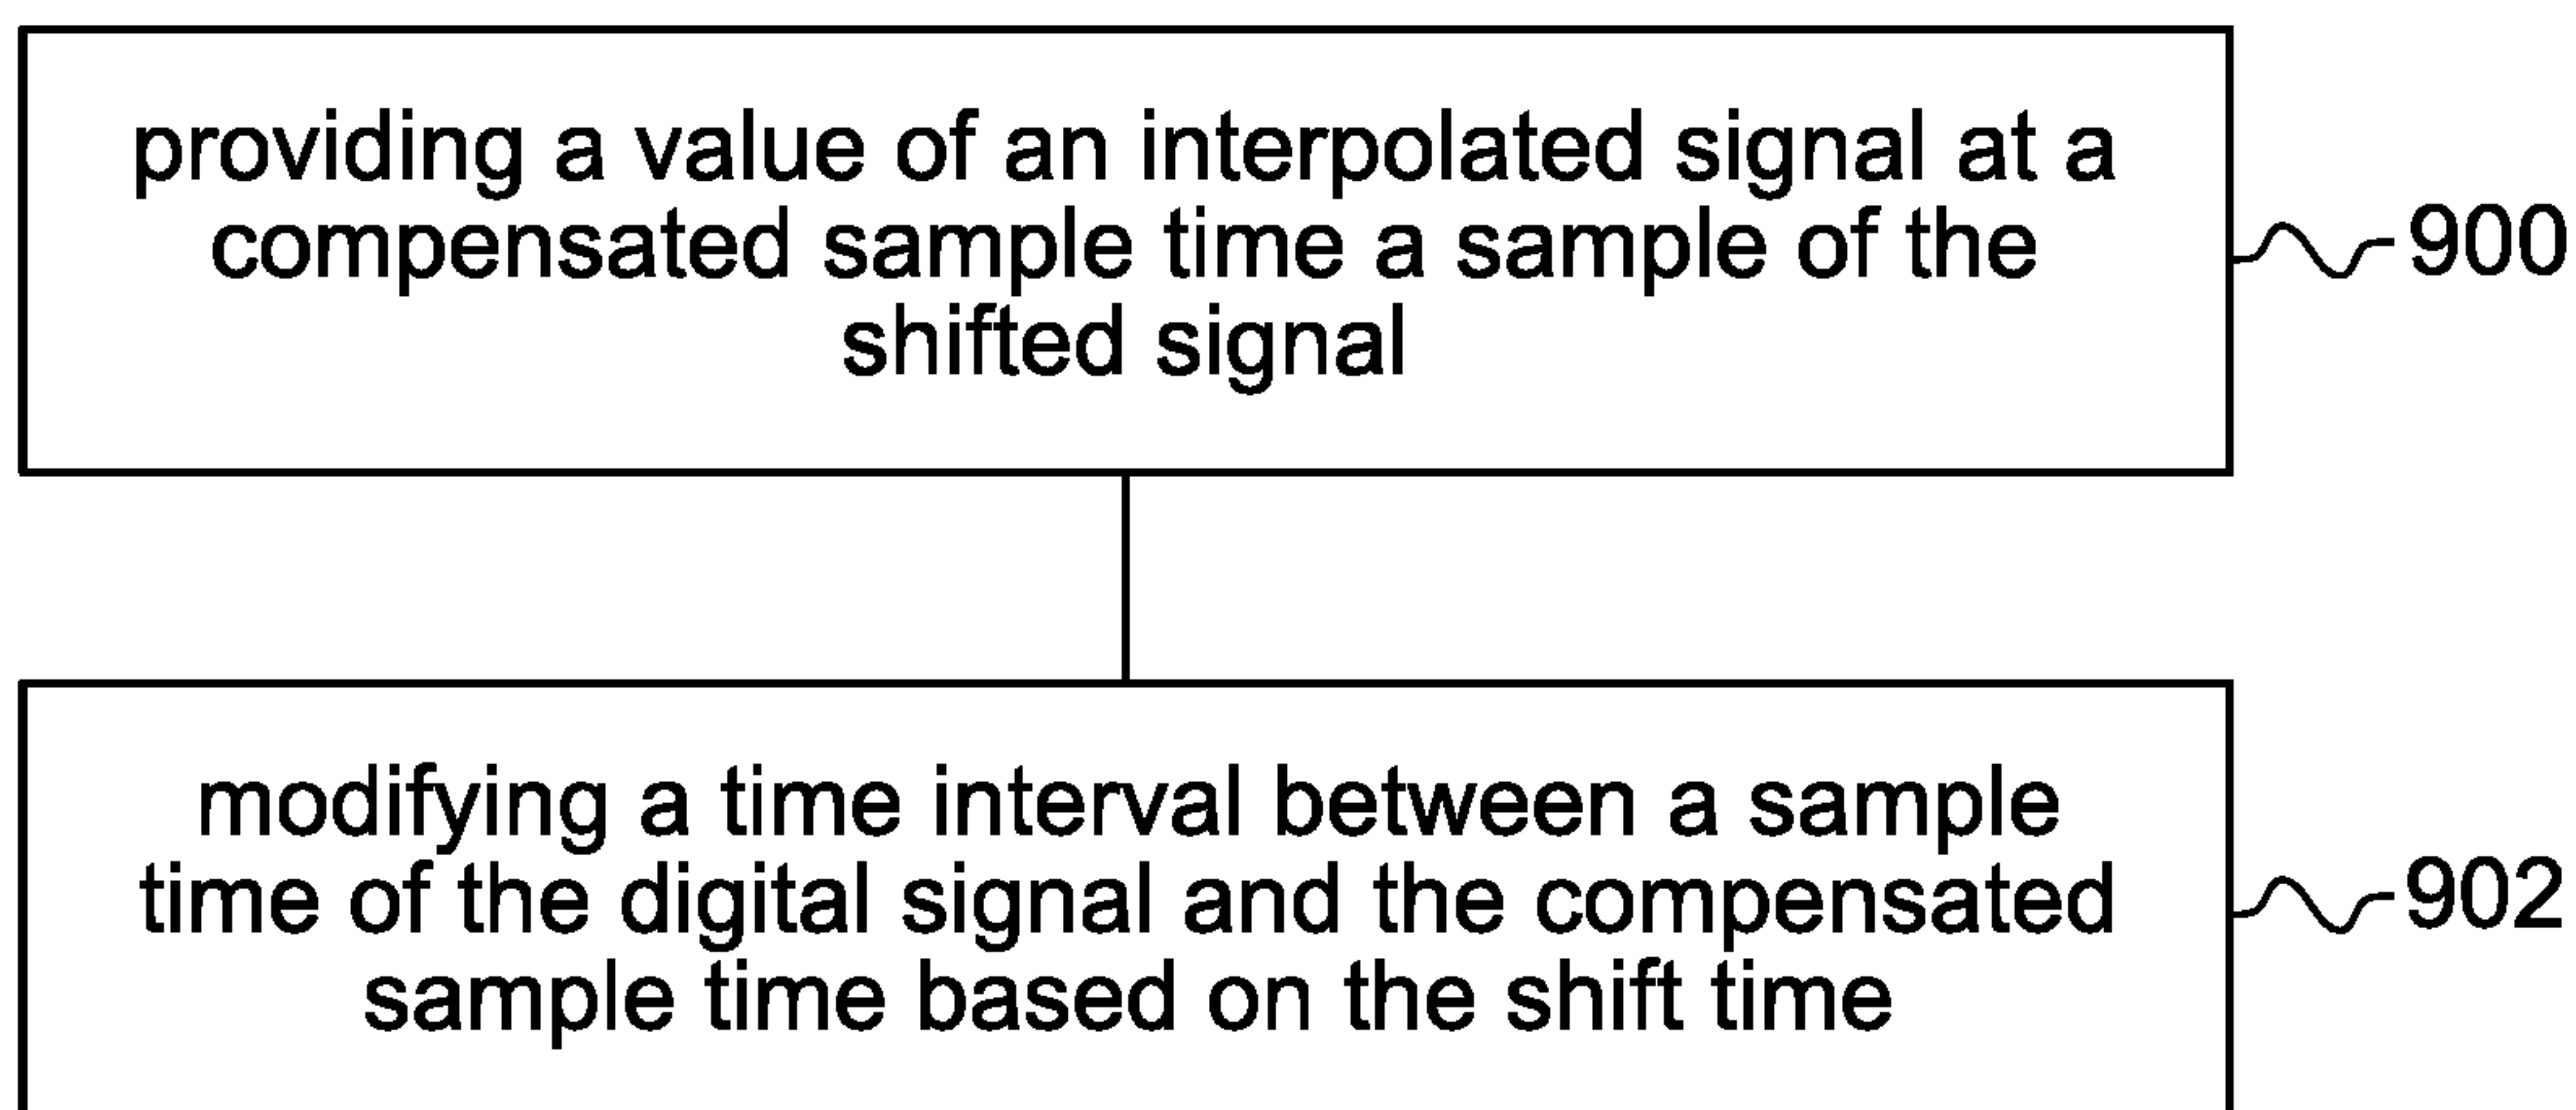 providing a value of an interpolated signal at a
compensated sample time a sample of the
shifted signal
900
modifying a time interval between a sample
time of the digital signal and the compensated
sample time based on the shift time
902